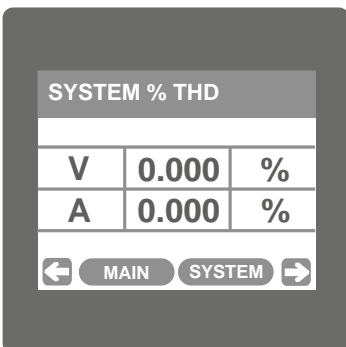 SYSTEM % THD
V 0.000 %
A 0.000 %
MAIN SYSTEM